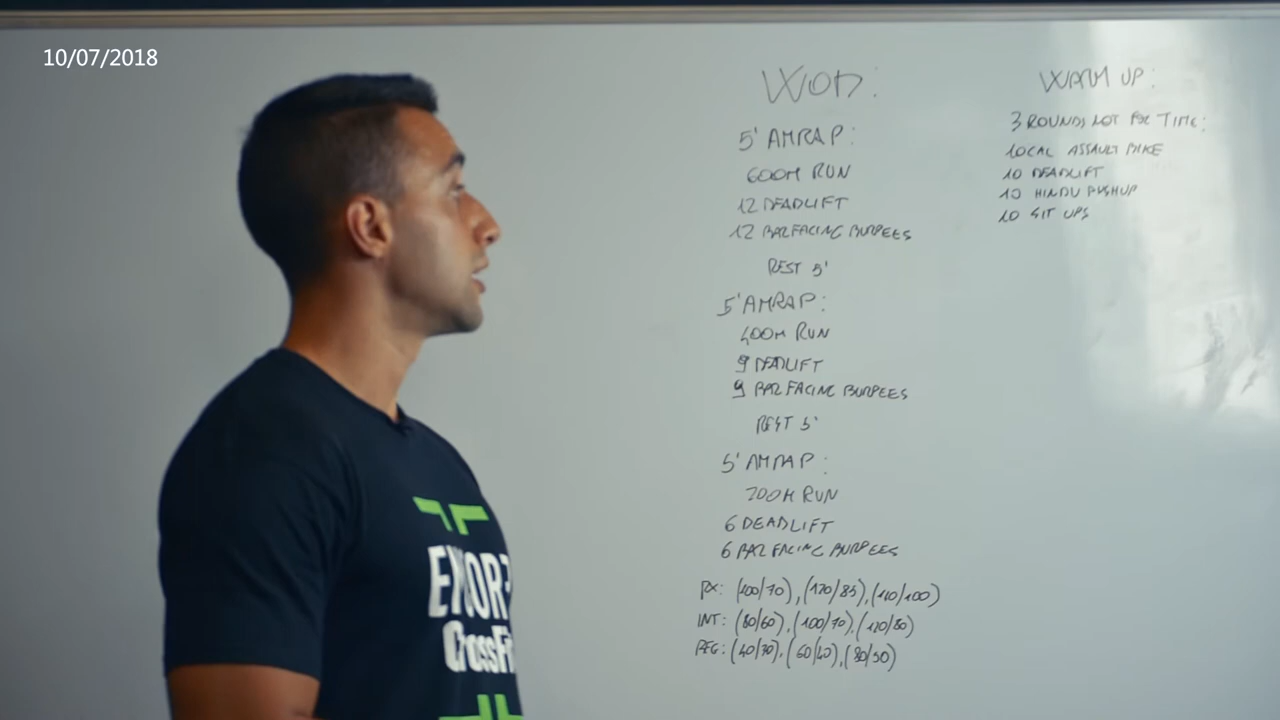 10/07/2018
WOD:
5' AMRAP:
600M RUN
12 DEADLIFT
12 BAR FACING BURPEES
REST 5'
5' AMRAP:
400M RUN
9 DEADLIFT
9 BAR FACING BURPEES
REST 5'
5' AMRAP:
200M RUN
6 DEADLIFT
6 BAR FACING BURPEES
RX: (100/70), (120/85), (140/100)
INT: (80/60), (100/70), (120/80)
REG: (40/30), (60/40), (80/50)
WARM UP:
3 ROUNDS NOT FOR TIME:
10CAL ASSAULT BIKE
10 DEADLIFT
10 HINDU PUSHUP
10 SIT UPS
CrossFi